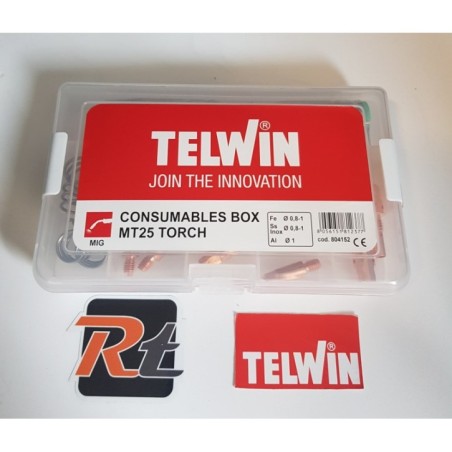 TELWIN®
JOIN THE INNOVATION
MIG
CONSUMABLES BOX
MT25 TORCH
Fe Ø 0,8-1
Ss Inox Ø 0,8-1
Al Ø 1
cod. 804152 CE
Rt
TELWIN®